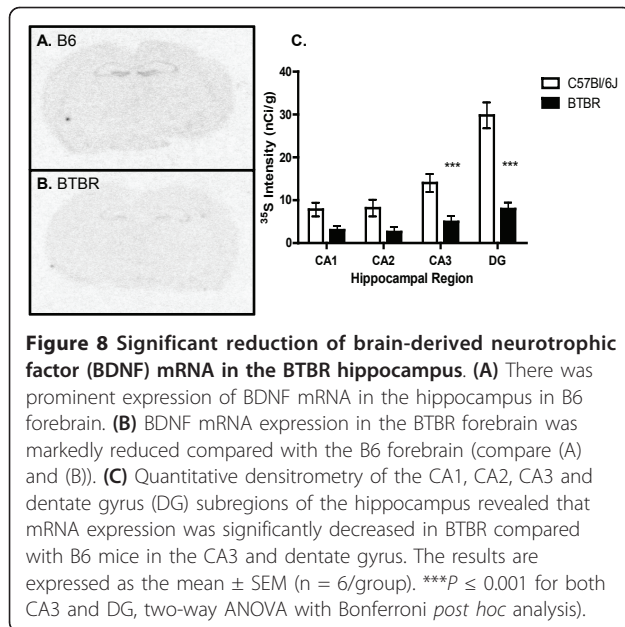 A. B6
B. BTBR
C.
C57Bl/6J
BTBR
³⁵S Intensity (nCi/g)
40
30
20
10
0
***
***
CA1 CA2 CA3 DG
Hippocampal Region
Figure 8 Significant reduction of brain-derived neurotrophic
factor (BDNF) mRNA in the BTBR hippocampus. (A) There was
prominent expression of BDNF mRNA in the hippocampus in B6
forebrain. (B) BDNF mRNA expression in the BTBR forebrain was
markedly reduced compared with the B6 forebrain (compare (A)
and (B)). (C) Quantitative densitrometry of the CA1, CA2, CA3 and
dentate gyrus (DG) subregions of the hippocampus revealed that
mRNA expression was significantly decreased in BTBR compared
with B6 mice in the CA3 and dentate gyrus. The results are
expressed as the mean ± SEM (n = 6/group). ***P ≤ 0.001 for both
CA3 and DG, two-way ANOVA with Bonferroni post hoc analysis).